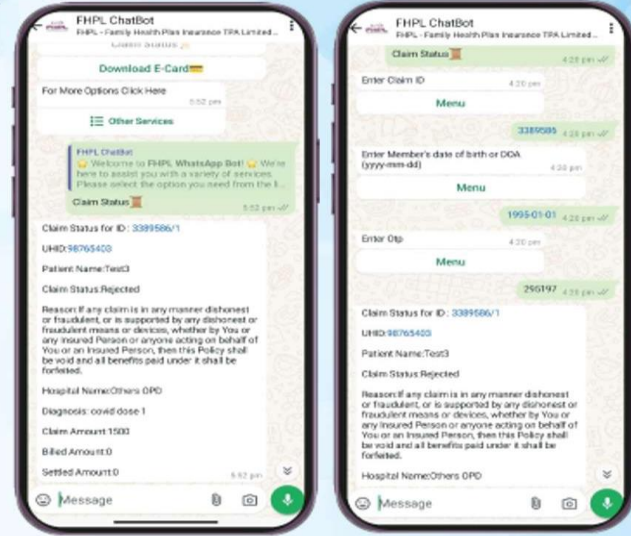 FHPL ChatBot
FHPL - Family Health Plan Insurance TPA Limited...
Download E-Card
For More Options Click Here
5:52 pm
Other Services
FHPL ChatBot
Welcome to FHPL WhatsApp Bot! We're
here to assist you with a variety of services.
Please select the option you need from the li...
Claim Status
5:52 pm
Claim Status for ID : 3389586/1
UHID:98765403
Patient Name:Test3
Claim Status:Rejected
Reason:If any claim is in any manner dishonest
or fraudulent, or is supported by any dishonest or
fraudulent means or devices, whether by You or
any Insured Person or anyone acting on behalf of
You or an Insured Person, then this Policy shall
be void and all benefits paid under it shall be
forfeited.
Hospital Name:Others OPD
Diagnosis: covid dose 1
Claim Amount:1500
Billed Amount:0
Settled Amount:0
5:52 pm
Message
FHPL ChatBot
FHPL - Family Health Plan Insurance TPA Limited...
Claim Status
4:28 pm
Enter Claim ID
4:20 pm
Menu
3389586 4:28 pm
Enter Member's date of birth or DOA
(yyyy-mm-dd)
4:20 pm
Menu
1995-01-01 4:28 pm
Enter Otp
4:20 pm
Menu
295197 4:28 pm
Claim Status for ID : 3389586/1
UHID:98765403
Patient Name:Test3
Claim Status:Rejected
Reason:If any claim is in any manner dishonest or
fraudulent, or is supported by any dishonest or
fraudulent means or devices, whether by You or
any Insured Person or anyone acting on behalf of
You or an Insured Person, then this Policy shall
be void and all benefits paid under it shall be
forfeited.
Hospital Name:Others OPD
Message